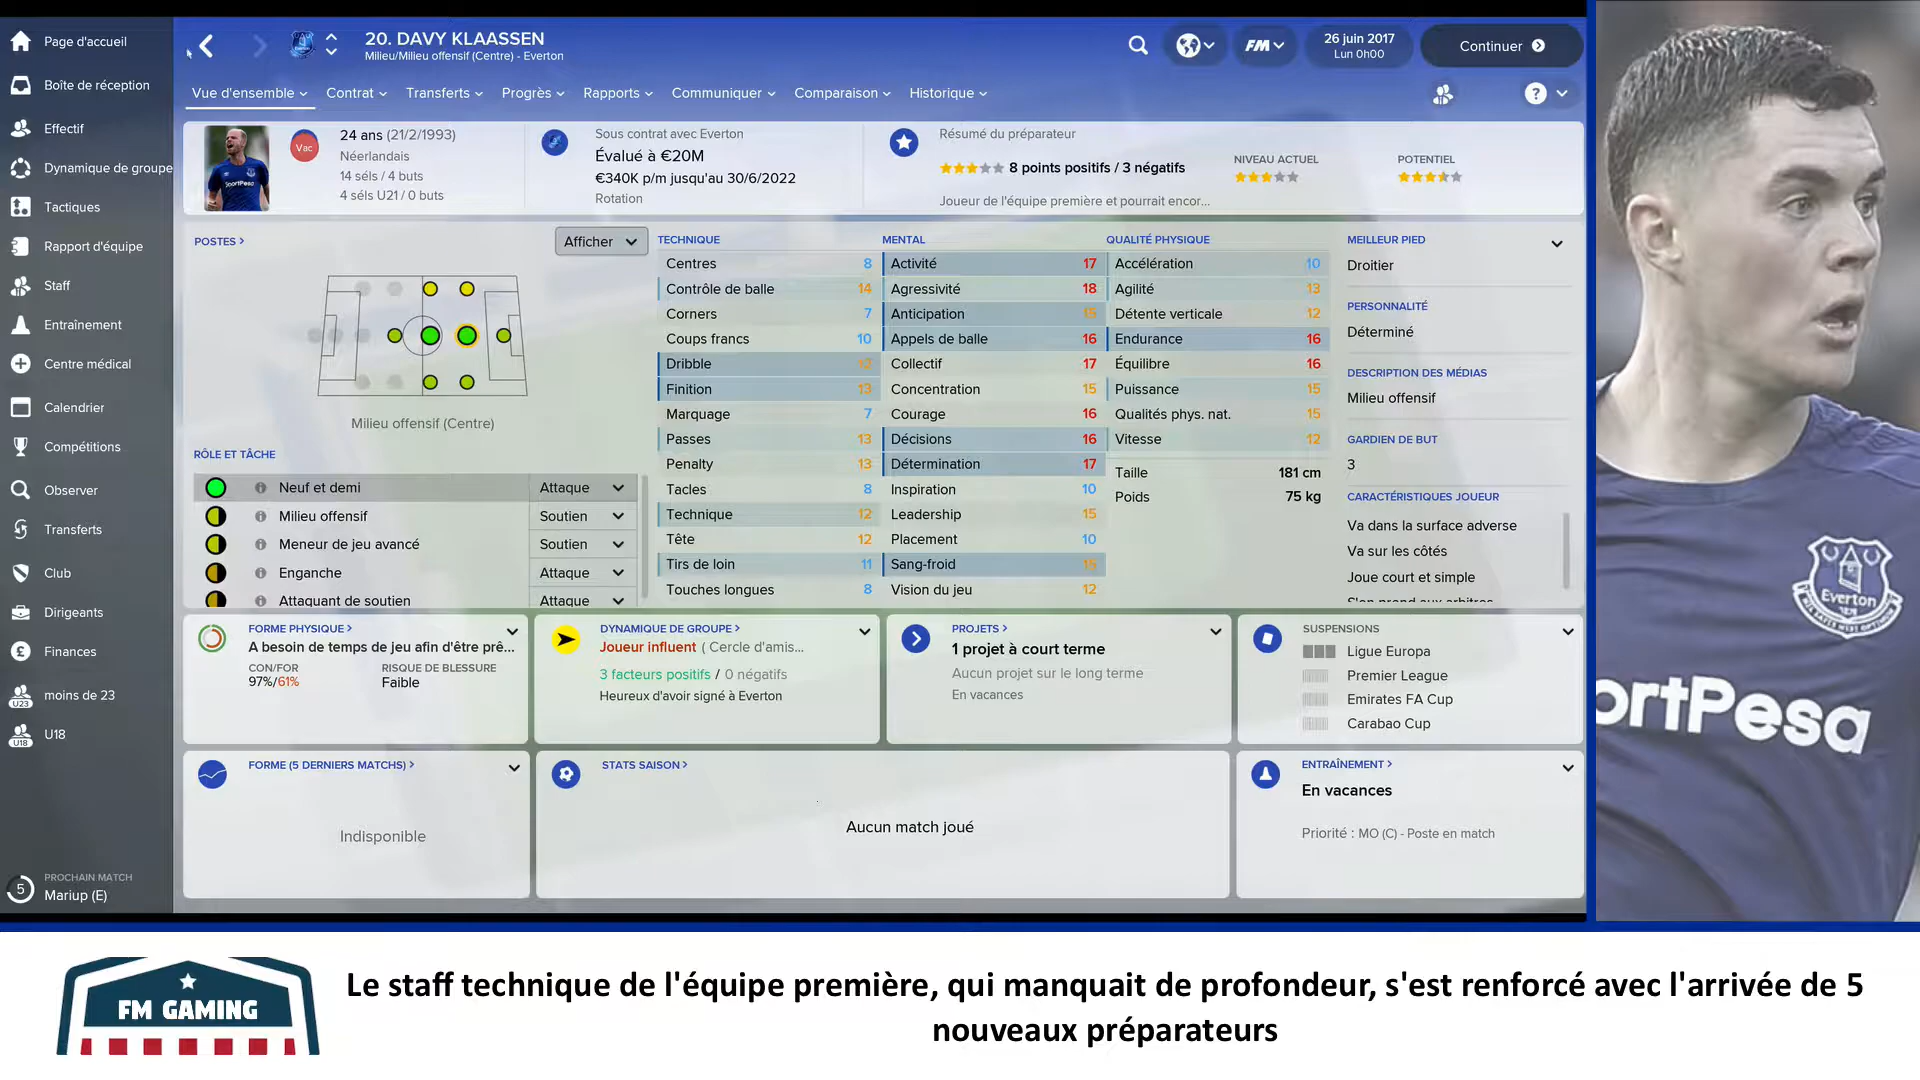 Page d'accueil
Boîte de réception
Effectif
Dynamique de groupe
Tactiques
Rapport d'équipe
Staff
Entraînement
Centre médical
Calendrier
Compétitions
Observer
Transferts
Club
Dirigeants
Finances
U23
moins de 23
U18
U18
5
PROCHAIN MATCH
Mariup (E)
20. DAVY KLAASSEN
Milieu/Milieu offensif (Centre) - Everton
FM
26 juin 2017
Lun 0h00
Continuer
Vue d'ensemble
Contrat
Transferts
Progrès
Rapports
Communiquer
Comparaison
Historique
?
SportPesa
Vac
24 ans (21/2/1993)
Néerlandais
14 séls / 4 buts
4 séls U21 / 0 buts
Sous contrat avec Everton
Évalué à €20M
€340K p/m jusqu'au 30/6/2022
Rotation
Résumé du préparateur
8 points positifs / 3 négatifs
Joueur de l'équipe première et pourrait encor...
NIVEAU ACTUEL
POTENTIEL
POSTES >
Afficher
Milieu offensif (Centre)
RÔLE ET TÂCHE
Neuf et demi Attaque
Milieu offensif Soutien
Meneur de jeu avancé Soutien
Enganche Attaque
Attaquant de soutien Attaque
TECHNIQUE
Centres 8
Contrôle de balle 14
Corners 7
Coups francs 10
Dribble
Finition 13
Marquage 7
Passes 13
Penalty 13
Tacles 8
Technique 12
Tête 12
Tirs de loin 11
Touches longues 8
MENTAL
Activité 17
Agressivité 18
Anticipation
Appels de balle 16
Collectif 17
Concentration 15
Courage 16
Décisions 16
Détermination 17
Inspiration 10
Leadership 15
Placement 10
Sang-froid
Vision du jeu 12
QUALITÉ PHYSIQUE
Accélération 10
Agilité 13
Détente verticale 12
Endurance 16
Équilibre 16
Puissance 15
Qualités phys. nat. 15
Vitesse 12
Taille 181 cm
Poids 75 kg
MEILLEUR PIED
Droitier
PERSONNALITÉ
Déterminé
DESCRIPTION DES MÉDIAS
Milieu offensif
GARDIEN DE BUT
3
CARACTÉRISTIQUES JOUEUR
Va dans la surface adverse
Va sur les côtés
Joue court et simple
S'en prend aux arbitres
FORME PHYSIQUE >
A besoin de temps de jeu afin d'être prê...
CON/FOR
97%/61%
RISQUE DE BLESSURE
Faible
DYNAMIQUE DE GROUPE >
Joueur influent ( Cercle d'amis...
3 facteurs positifs / 0 négatifs
Heureux d'avoir signé à Everton
PROJETS >
1 projet à court terme
Aucun projet sur le long terme
En vacances
SUSPENSIONS
Ligue Europa
Premier League
Emirates FA Cup
Carabao Cup
FORME (5 DERNIERS MATCHS) >
Indisponible
STATS SAISON >
Aucun match joué
ENTRAÎNEMENT >
En vacances
Priorité : MO (C) - Poste en match
Everton
ortPesa
FM GAMING
Le staff technique de l'équipe première, qui manquait de profondeur, s'est renforcé avec l'arrivée de 5
nouveaux préparateurs